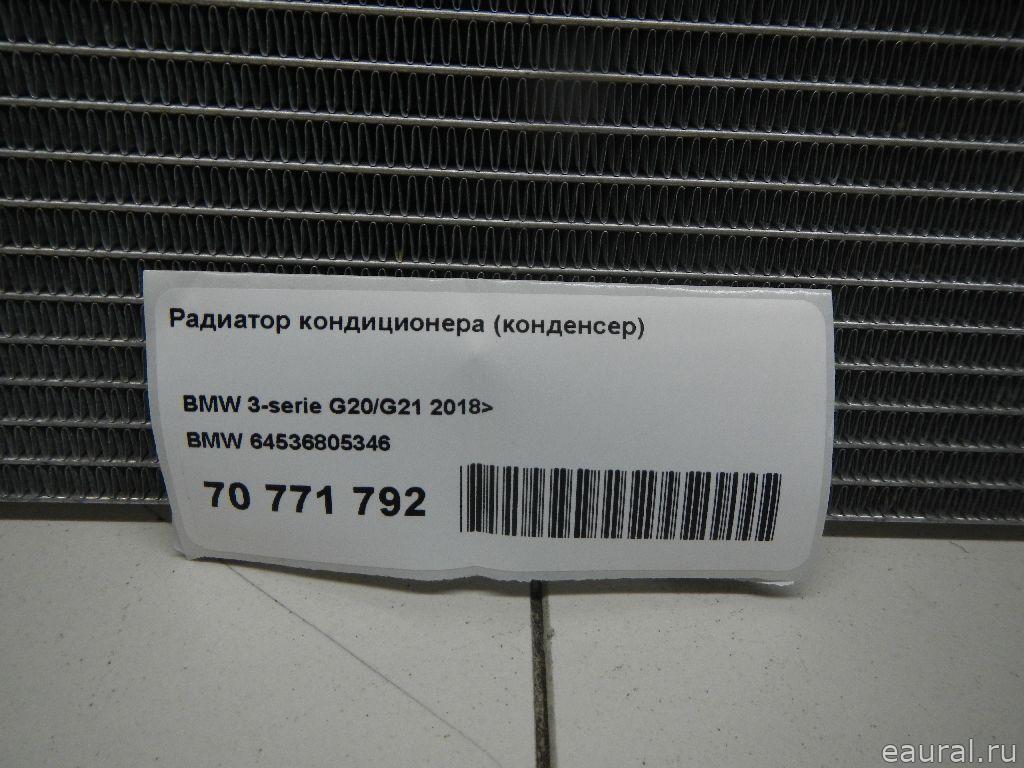 Радиатор кондиционера (конденсер)
BMW 3-serie G20/G21 2018>
BMW 64536805346
70 771 792
eaural.ru